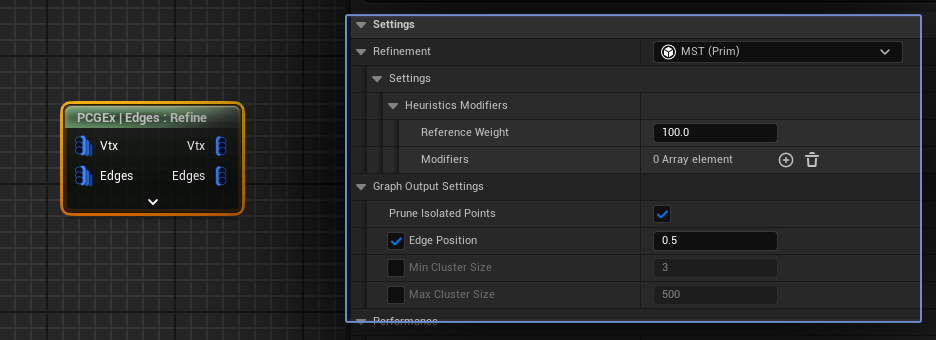 PCGEx | Edges : Refine
Vtx Vtx
Edges Edges
Settings
Refinement MST (Prim)
Settings
Heuristics Modifiers
Reference Weight 100.0
Modifiers 0 Array element
Graph Output Settings
Prune Isolated Points
Edge Position 0.5
Min Cluster Size 3
Max Cluster Size 500
Performance